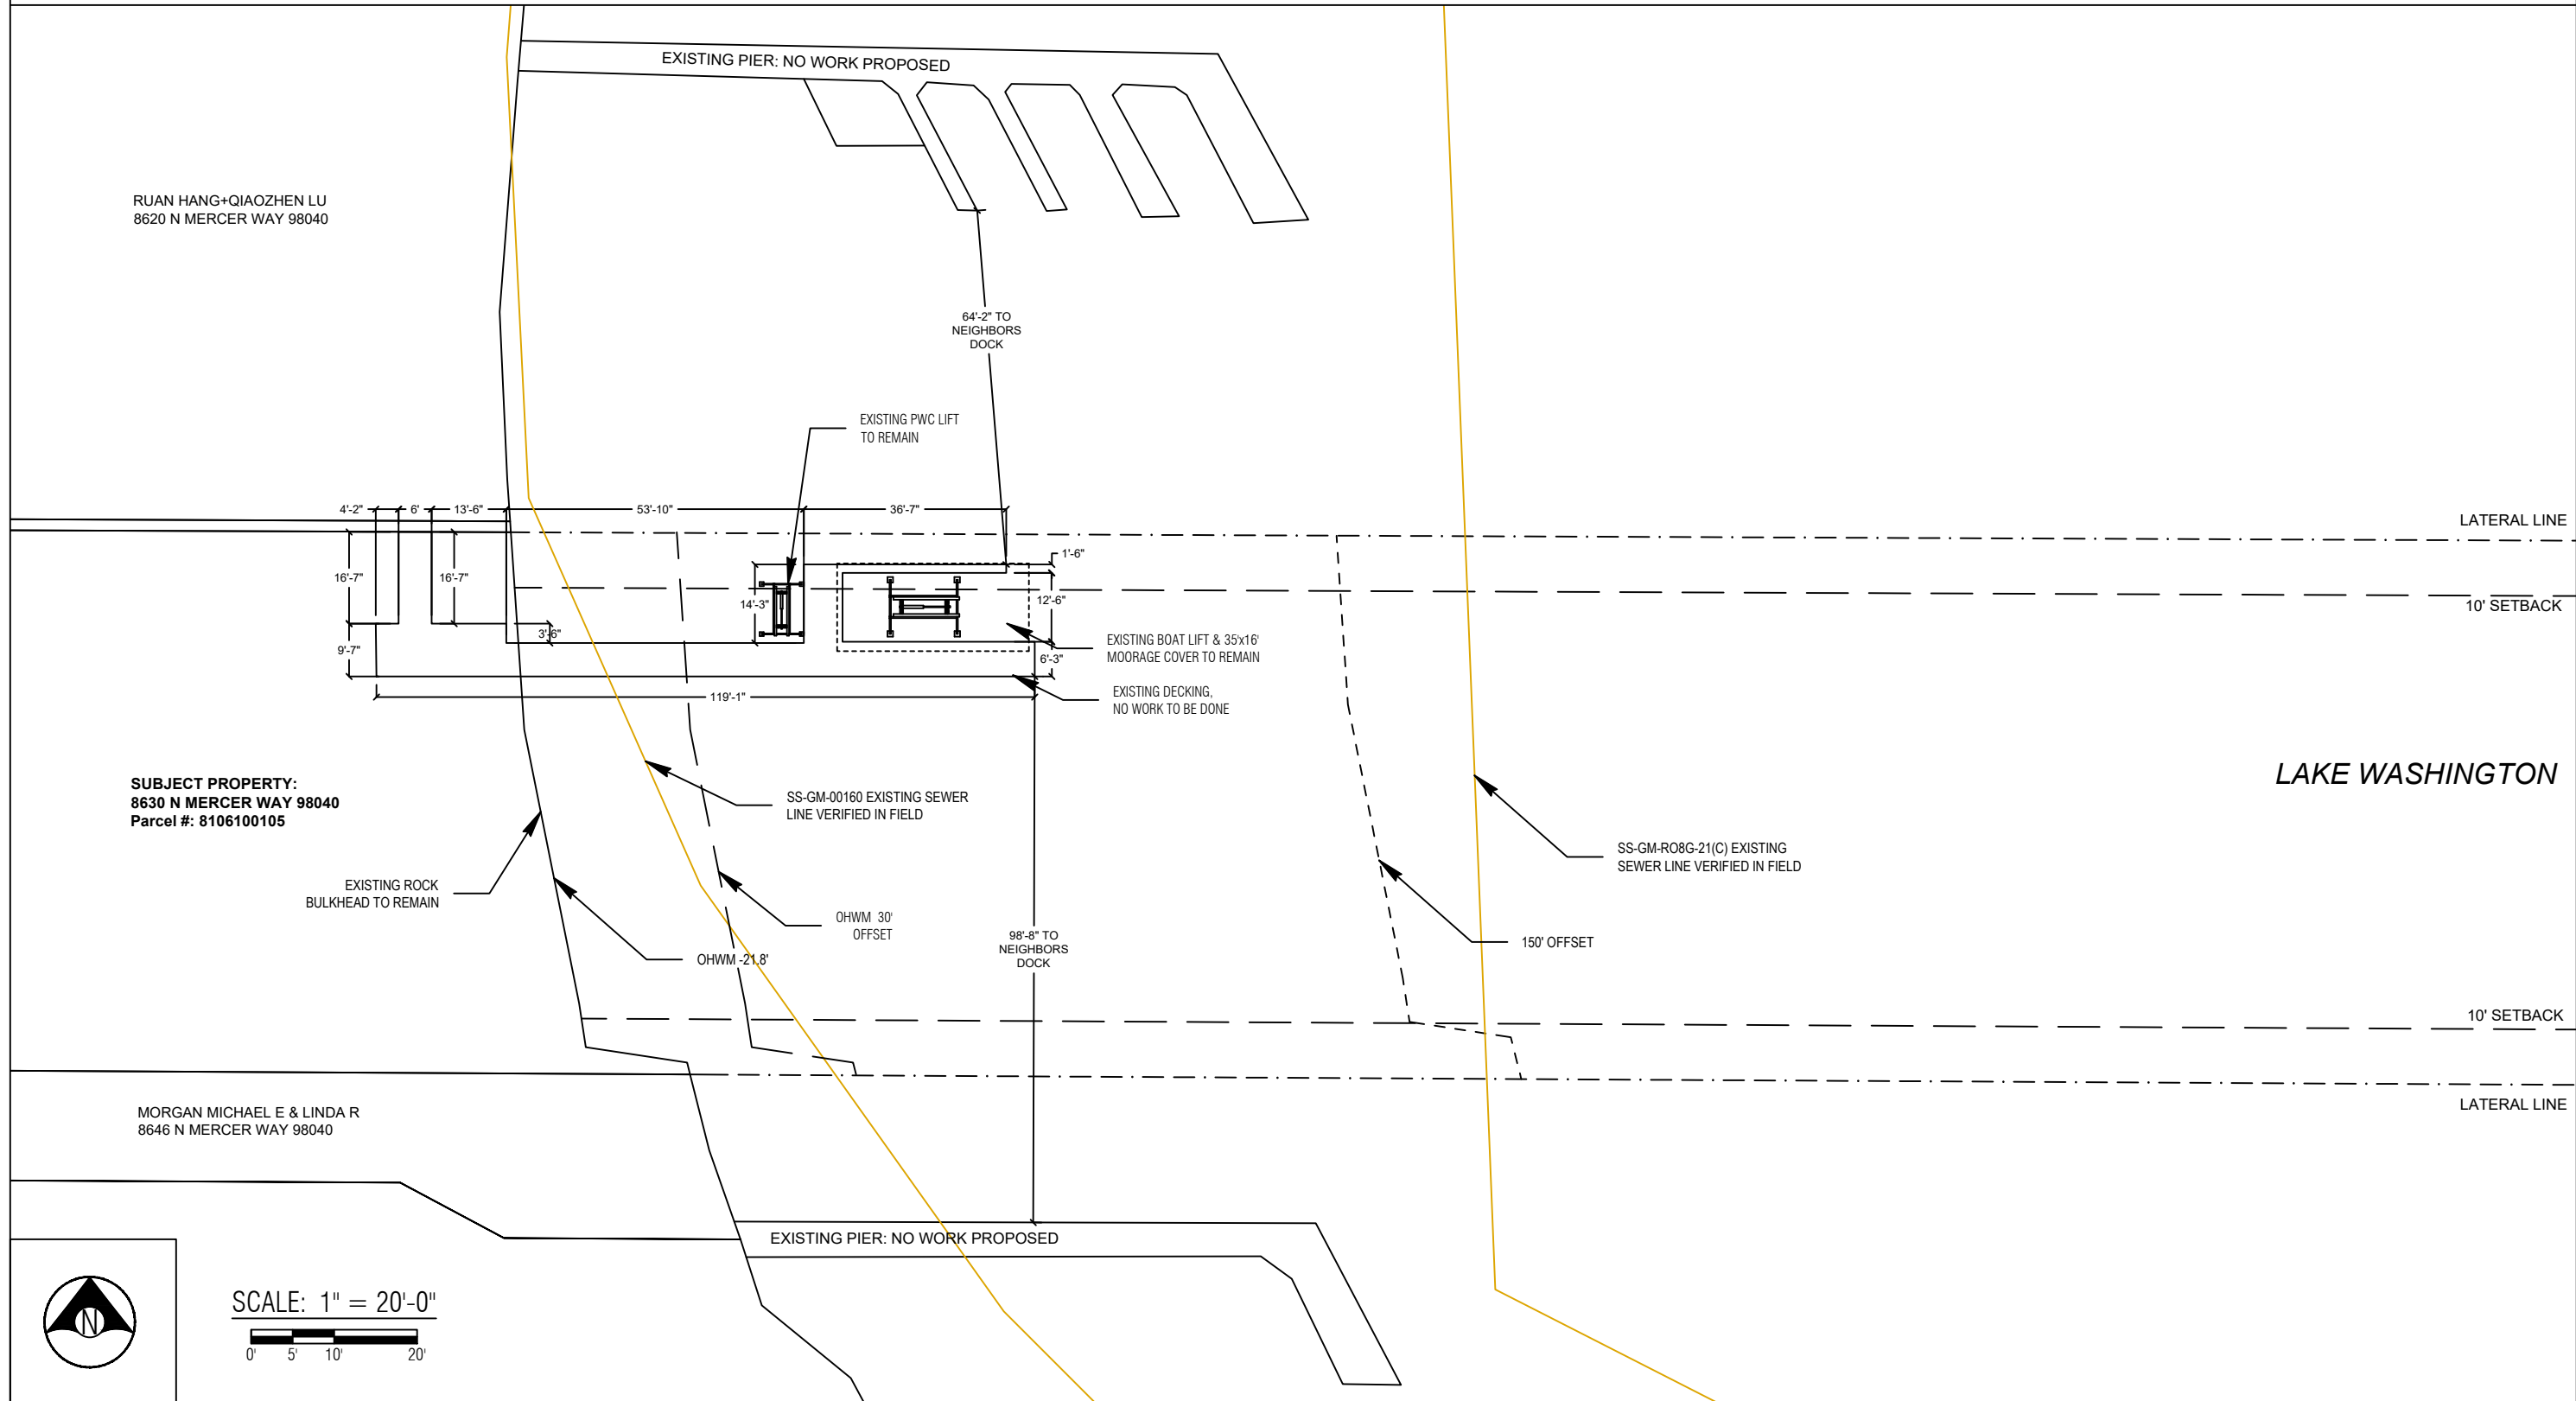 EXISTING PIER: NO WORK PROPOSED
RUAN HANG+QIAOZHEN LU
8620 N MERCER WAY 98040
64'-2" TO
NEIGHBORS
DOCK
EXISTING PWC LIFT
TO REMAIN
4'-2"
6'
13'-6"
53'-10"
36'-7"
LATERAL LINE
1'-6"
16'-7"
16'-7"
14'-3"
12'-6"
10' SETBACK
3'-6"
9'-7"
EXISTING BOAT LIFT & 35'x16'
MOORAGE COVER TO REMAIN
6'-3"
119'-1"
EXISTING DECKING,
NO WORK TO BE DONE
LAKE WASHINGTON
SUBJECT PROPERTY:
8630 N MERCER WAY 98040
Parcel #: 8106100105
SS-GM-00160 EXISTING SEWER
LINE VERIFIED IN FIELD
SS-GM-RO8G-21(C) EXISTING
SEWER LINE VERIFIED IN FIELD
EXISTING ROCK
BULKHEAD TO REMAIN
OHWM 30'
OFFSET
98'-8" TO
NEIGHBORS
DOCK
150' OFFSET
OHWM -21.8'
10' SETBACK
LATERAL LINE
MORGAN MICHAEL E & LINDA R
8646 N MERCER WAY 98040
EXISTING PIER: NO WORK PROPOSED
N
SCALE: 1" = 20'-0"
0' 5' 10' 20'